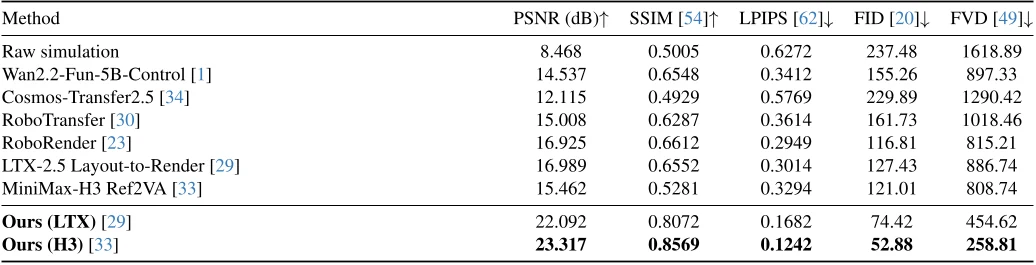 Method PSNR (dB)↑ SSIM [54]↑ LPIPS [62]↓ FID [20]↓ FVD [49]↓
Raw simulation 8.468 0.5005 0.6272 237.48 1618.89
Wan2.2-Fun-5B-Control [1] 14.537 0.6548 0.3412 155.26 897.33
Cosmos-Transfer2.5 [34] 12.115 0.4929 0.5769 229.89 1290.42
RoboTransfer [30] 15.008 0.6287 0.3614 161.73 1018.46
RoboRender [23] 16.925 0.6612 0.2949 116.81 815.21
LTX-2.5 Layout-to-Render [29] 16.989 0.6552 0.3014 127.43 886.74
MiniMax-H3 Ref2VA [33] 15.462 0.5281 0.3294 121.01 808.74
Ours (LTX) [29] 22.092 0.8072 0.1682 74.42 454.62
Ours (H3) [33] 23.317 0.8569 0.1242 52.88 258.81